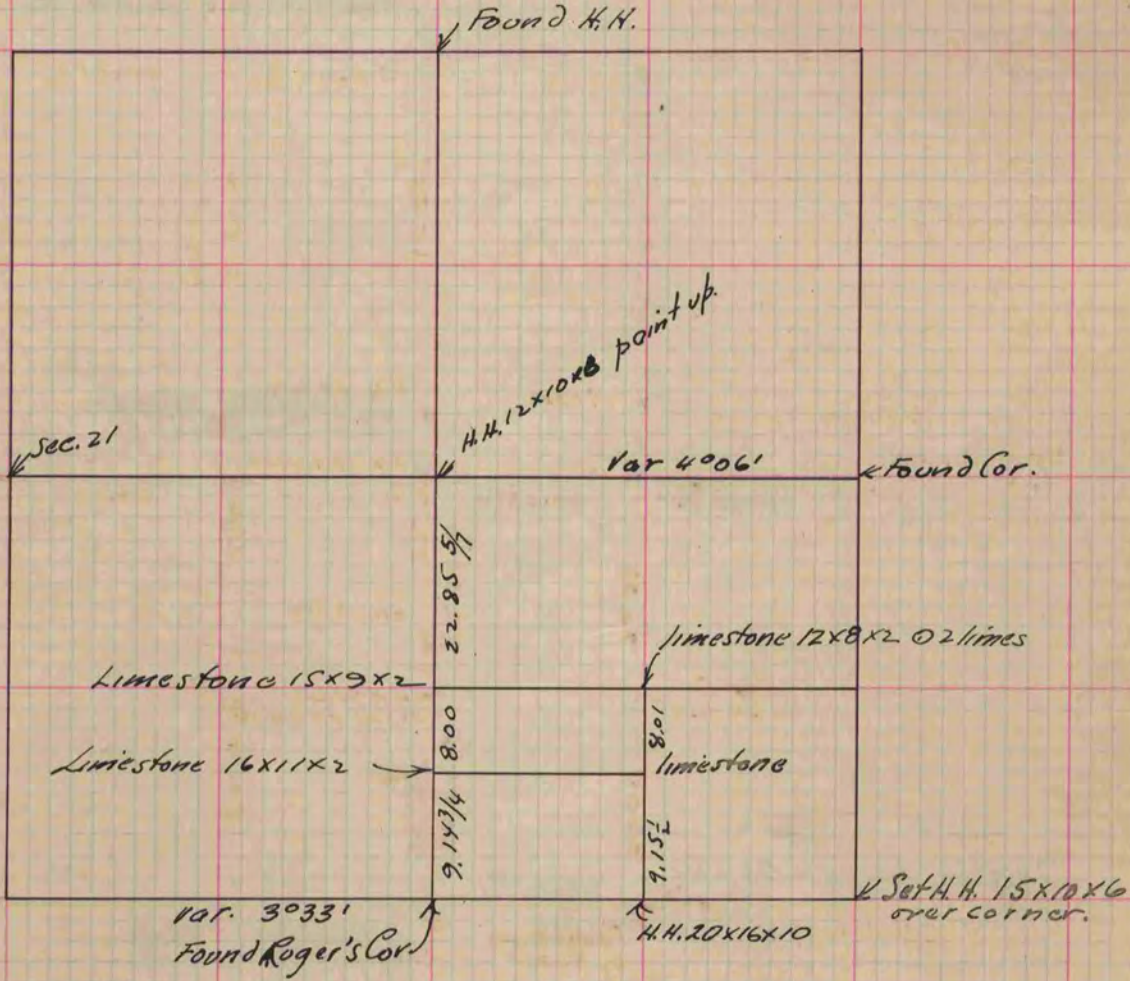 Found H.H.
H.H. 12x10x8 point up.
Sec. 21
Var 4°06'
Found Cor.
22.85 5/7
limestone 12x8x2 ⊙ 2 limes
Limestone 15x9x2
8.00
8.01
Limestone 16x11x2
limestone
9.14 3/4
9.15 1/2
Set H.H. 15x10x6
over corner.
var. 3°33'
H.H. 20x16x10
Found Roger's Cor